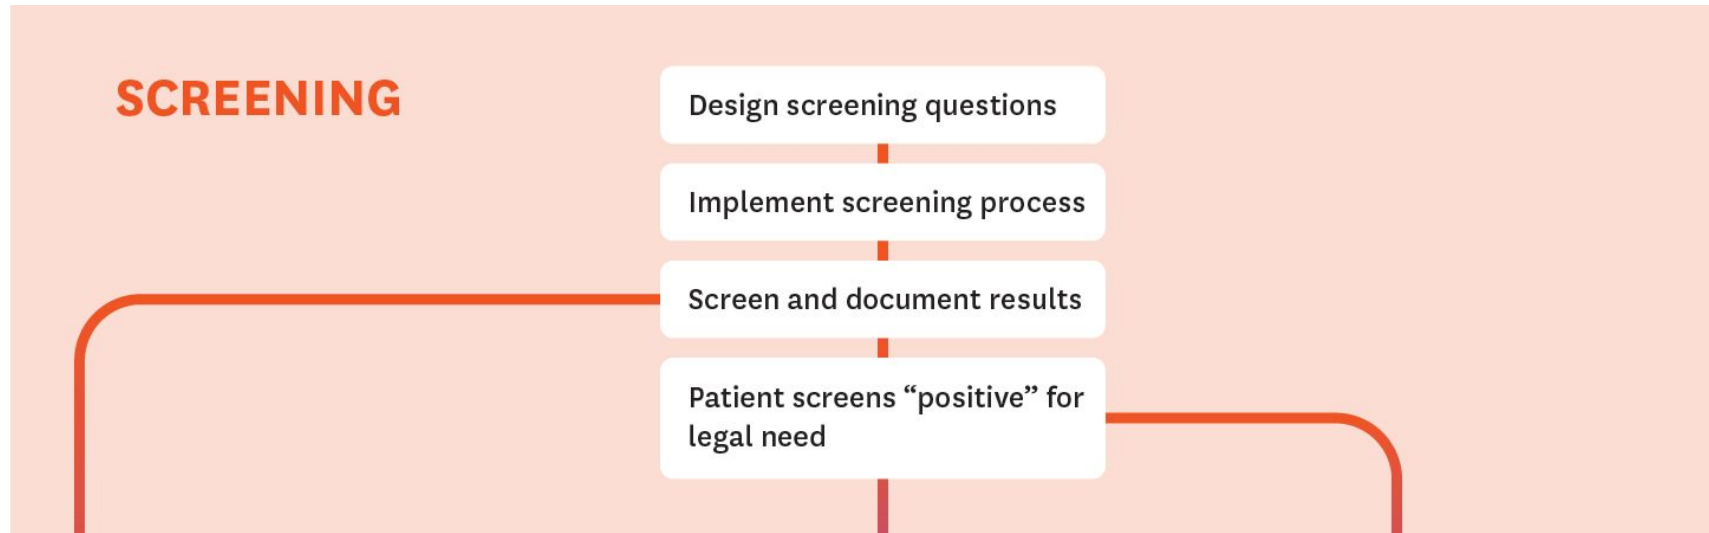 SCREENING
Design screening questions
Implement screening process
Screen and document results
Patient screens “positive” for
legal need